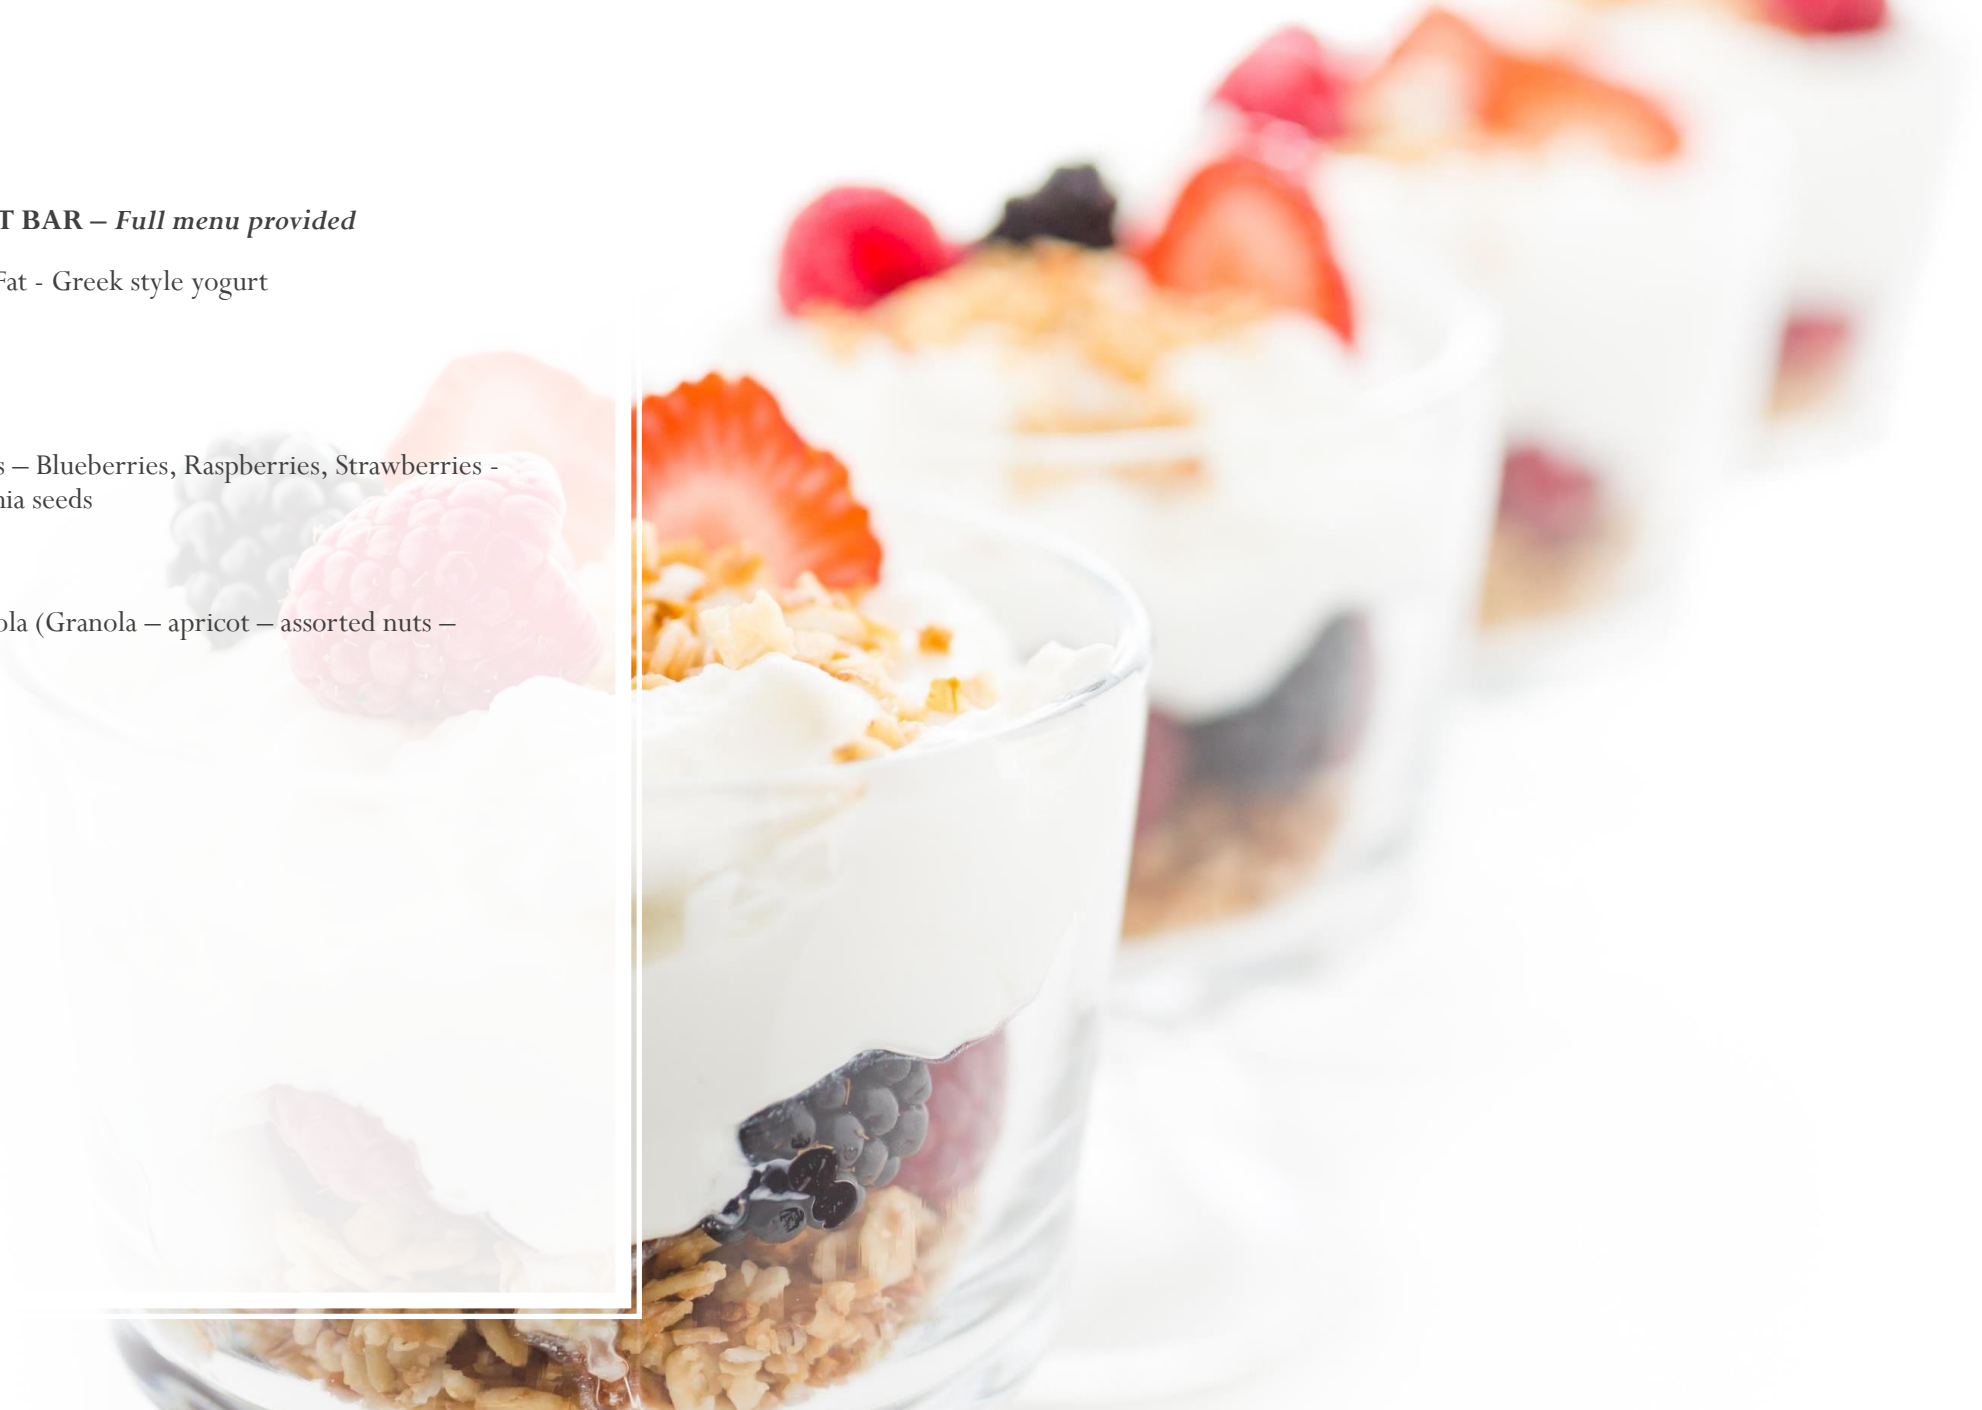 T BAR – Full menu provided
Fat - Greek style yogurt
s – Blueberries, Raspberries, Strawberries -
nia seeds
ola (Granola – apricot – assorted nuts –